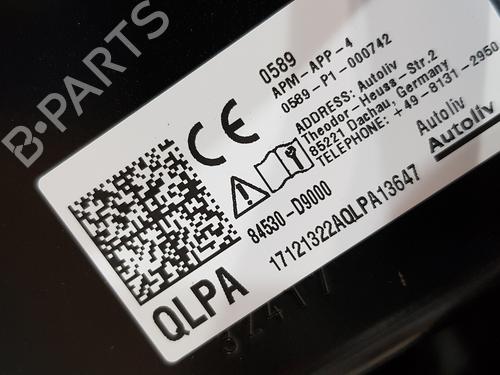 0589
APM-APP-4
0589-P1-000742
ADDRESS: Autoliv
Theodor-Heuss-Str.2
85221 Dachau, Germany
TELEPHONE: +49-8131-2950
Autoliv
Autoliv
CE
84530-D9000
17121322AQLPA13647
QLPA
B-PARTS